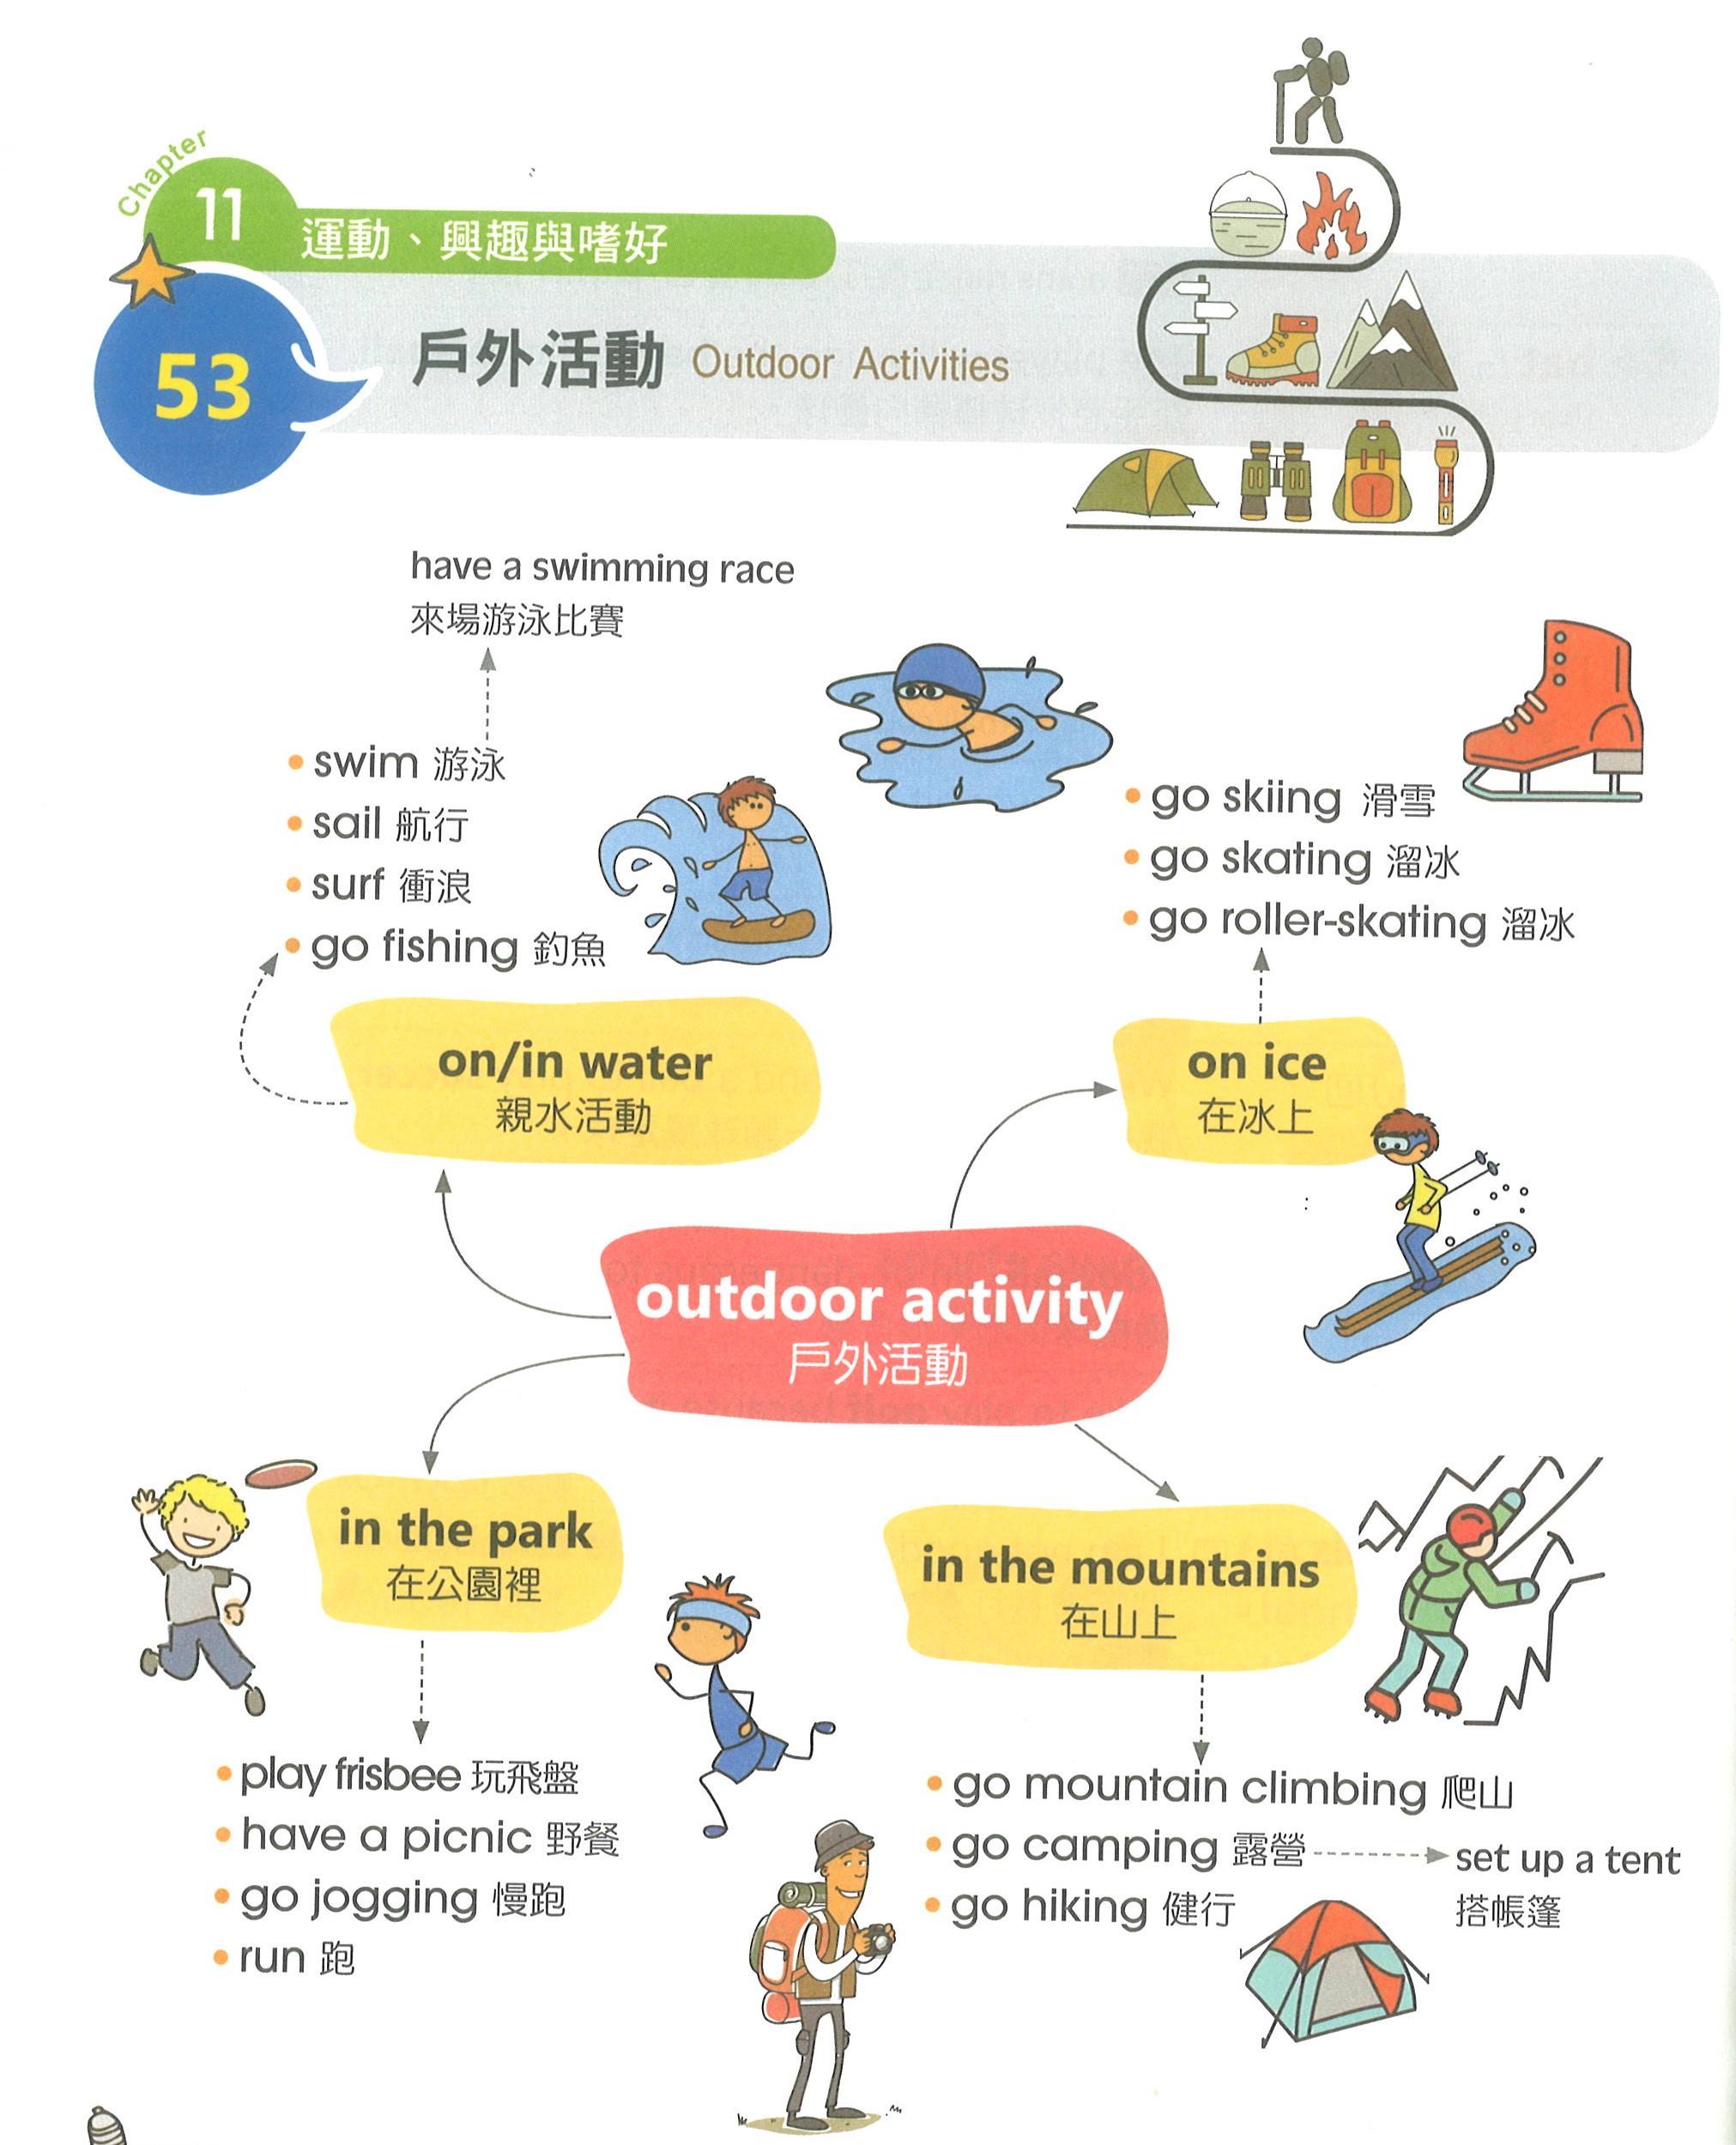 Chapter
11
運動、興趣與嗜好
53
戶外活動 Outdoor Activities
have a swimming race
來場游泳比賽
• swim 游泳
• sail 航行
• surf 衝浪
• go fishing 釣魚
• go skiing 滑雪
• go skating 溜冰
• go roller-skating 溜冰
on/in water
親水活動
on ice
在冰上
outdoor activity
戶外活動
in the park
在公園裡
in the mountains
在山上
• play frisbee 玩飛盤
• have a picnic 野餐
• go jogging 慢跑
• run 跑
• go mountain climbing 爬山
• go camping 露營
• go hiking 健行
set up a tent
搭帳篷